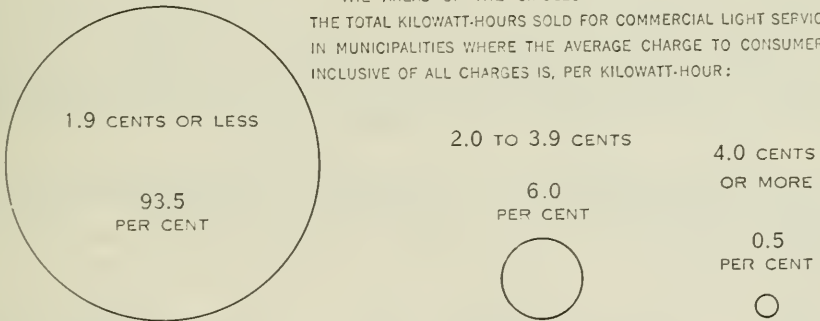 THE TOTAL KILOWATT-HOURS SOLD FOR COMMERCIAL LIGHT
IN MUNICIPALITIES WHERE THE AVERAGE CHARGE TO
INCLUSIVE OF ALL CHARGES IS, PER KILOWATT-HOUR:
1.9 CENTS OR LESS
93.5
PER CENT
2.0 TO 3.9 CENTS
6.0
PER CENT
4.0 CENTS
OR MORE
0.5
PER CENT